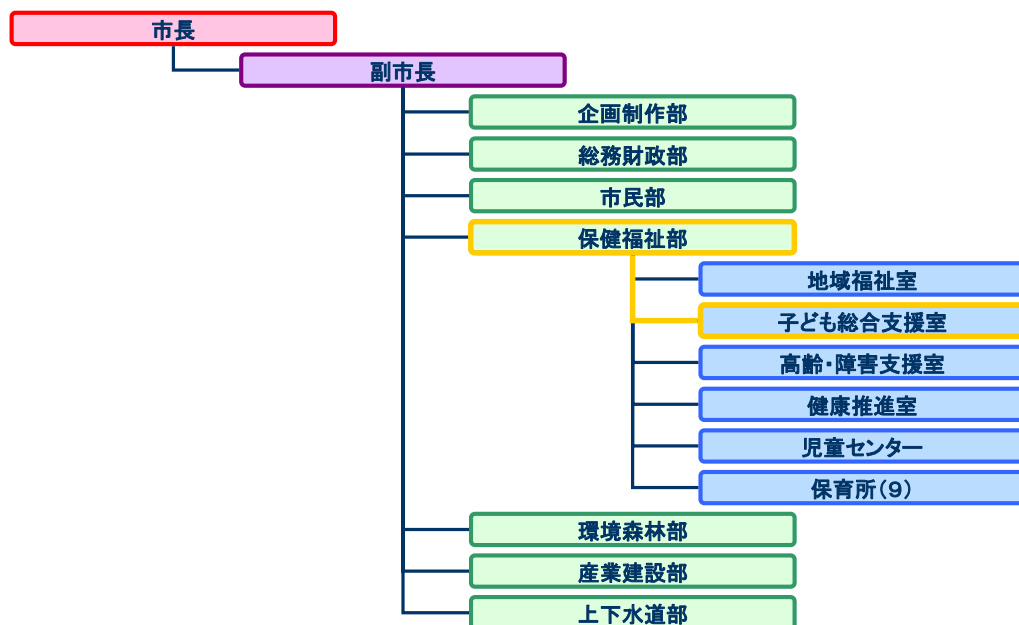 市長
副市長
企画制作部
総務財政部
市民部
保健福祉部
地域福祉室
子ども総合支援室
高齢・障害支援室
健康推進室
児童センター
保育所(9)
環境森林部
産業建設部
上下水道部